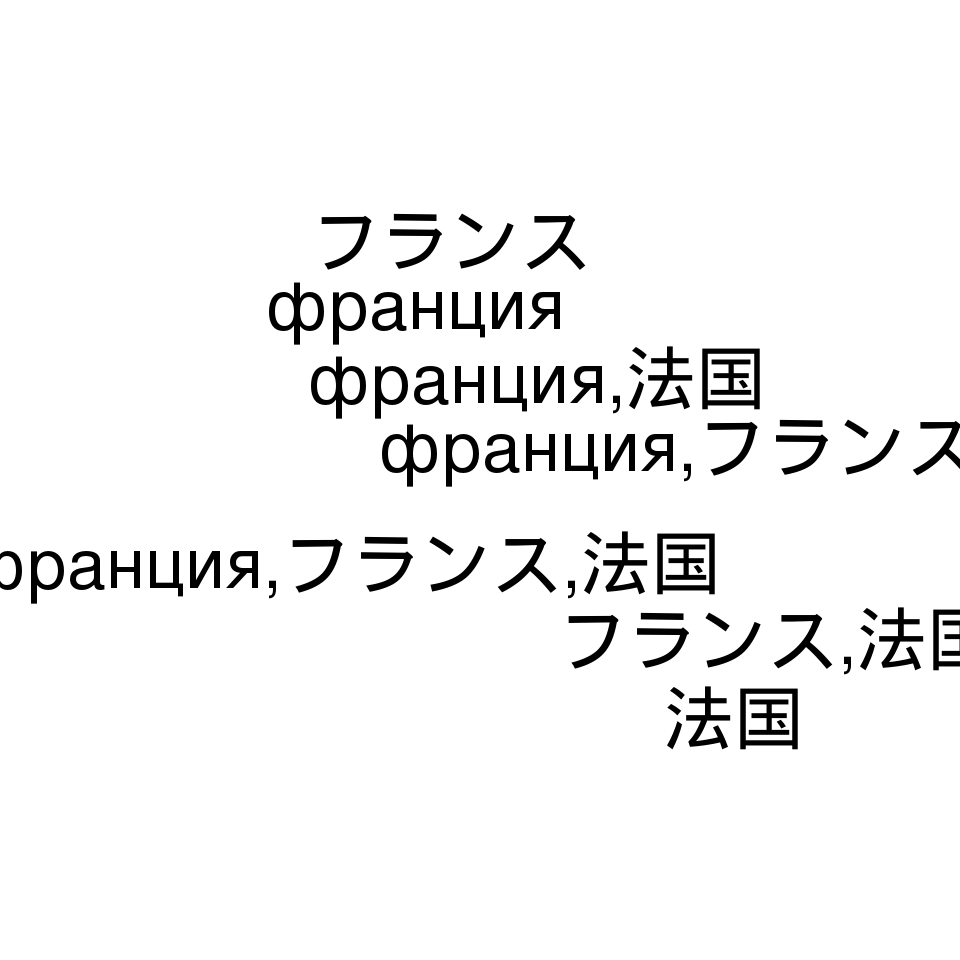 フランス
франция
франция,法国
франция,フランス
франция,フランス,法国
フランス,法国
法国